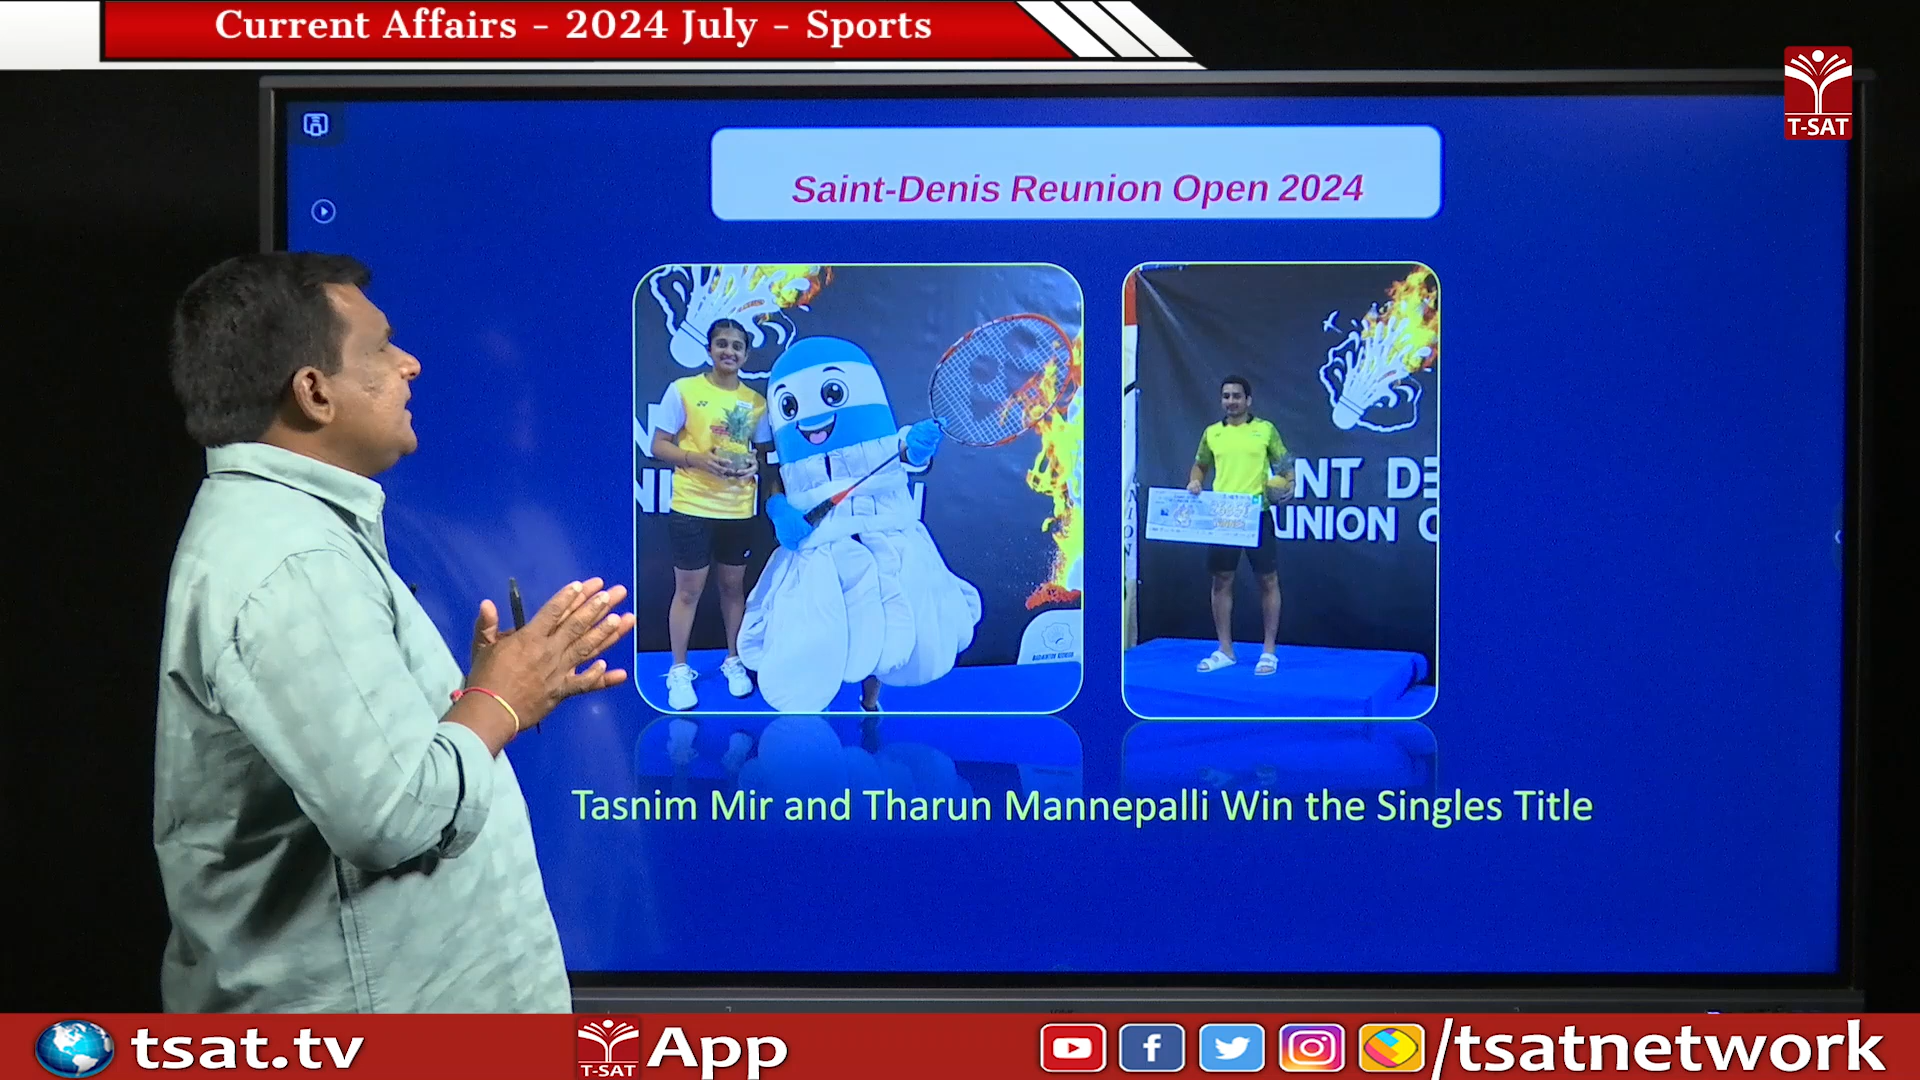 Current Affairs - 2024 July - Sports
T-SAT
Saint-Denis Reunion Open 2024
NT DE
UNION O
Tasnim Mir and Tharun Mannepalli Win the Singles Title
tsat.tv
T-SAT
App
/tsatnetwork